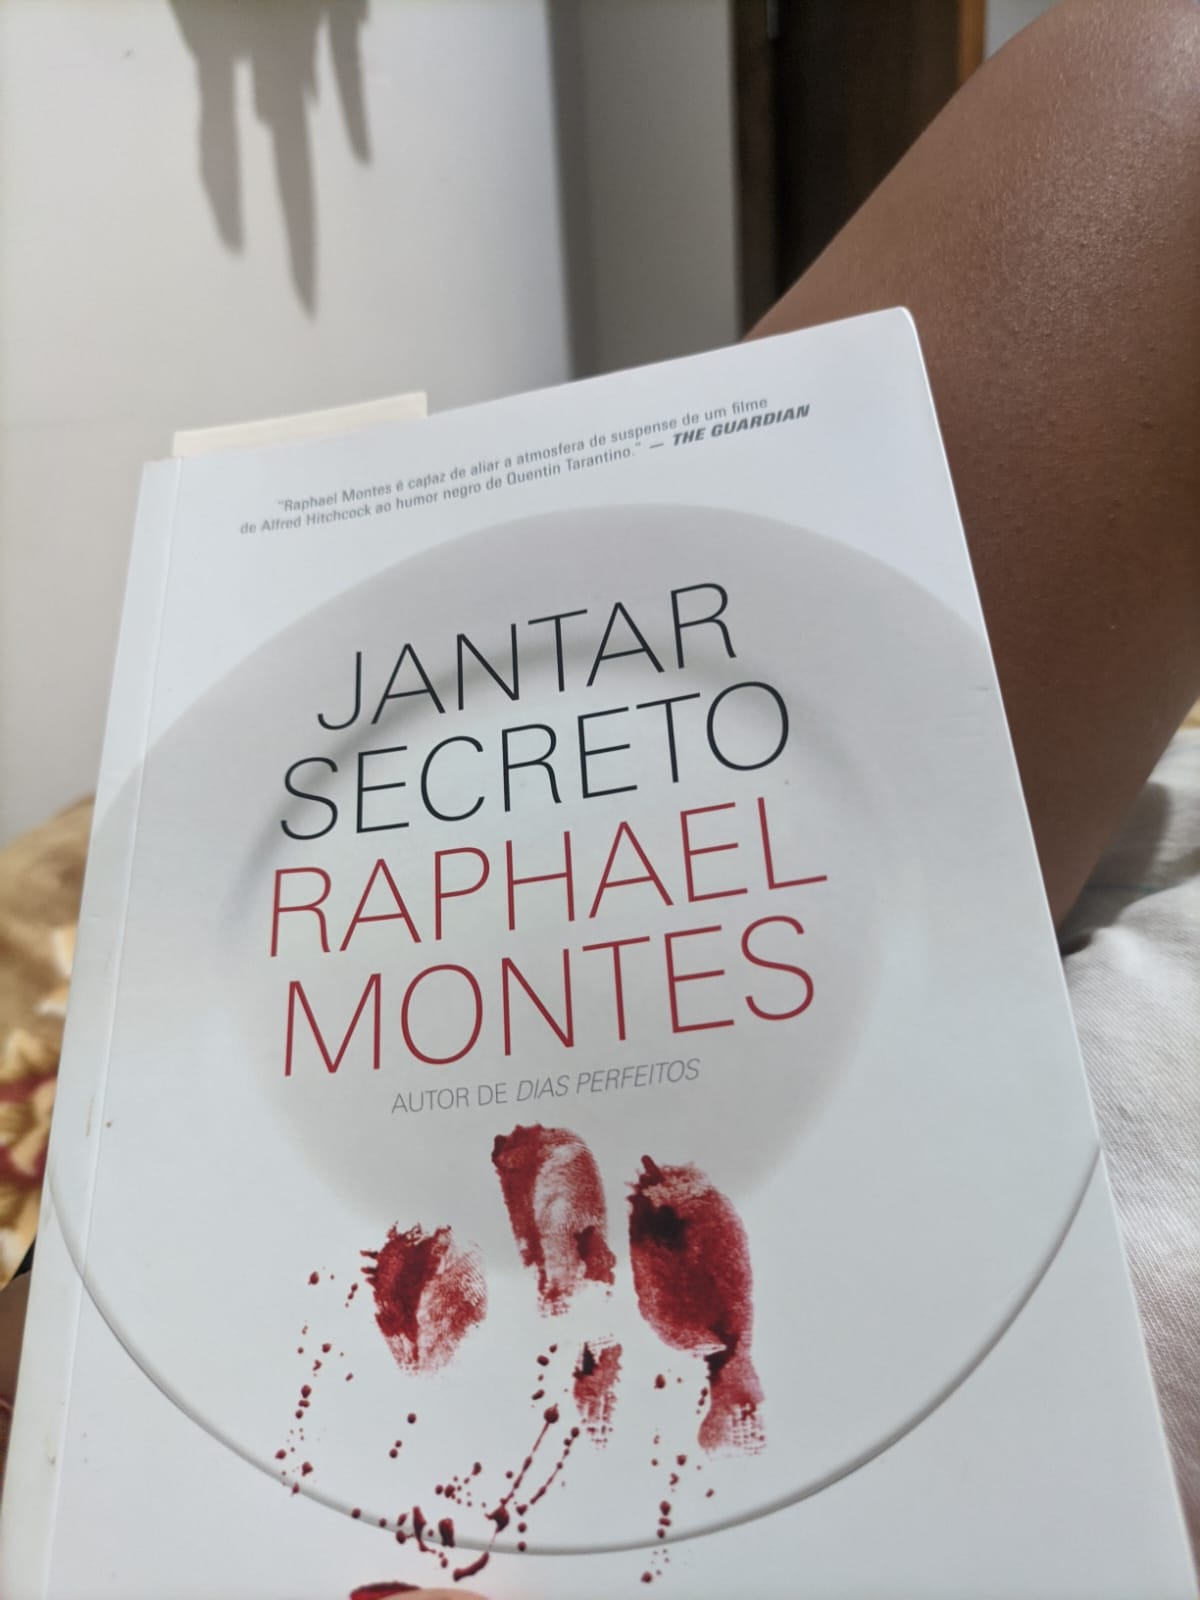 "Raphael Montes é capaz de aliar a atmosfera de suspense de um filme
de Alfred Hitchcock ao humor negro de Quentin Tarantino." — THE GUARDIAN
JANTAR
SECRETO
RAPHAEL
MONTES
AUTOR DE DIAS PERFEITOS